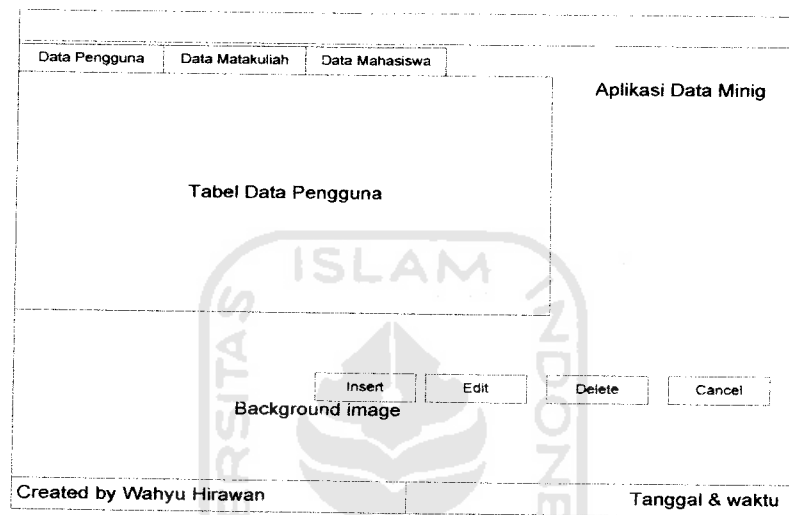 Data Pengguna Data Matakuliah Data Mahasiswa
Aplikasi Data Minig
Tabel Data Pengguna
ISLAM
Insert Edit Delete Cancel
Background image
Created by Wahyu Hirawan Tanggal & waktu